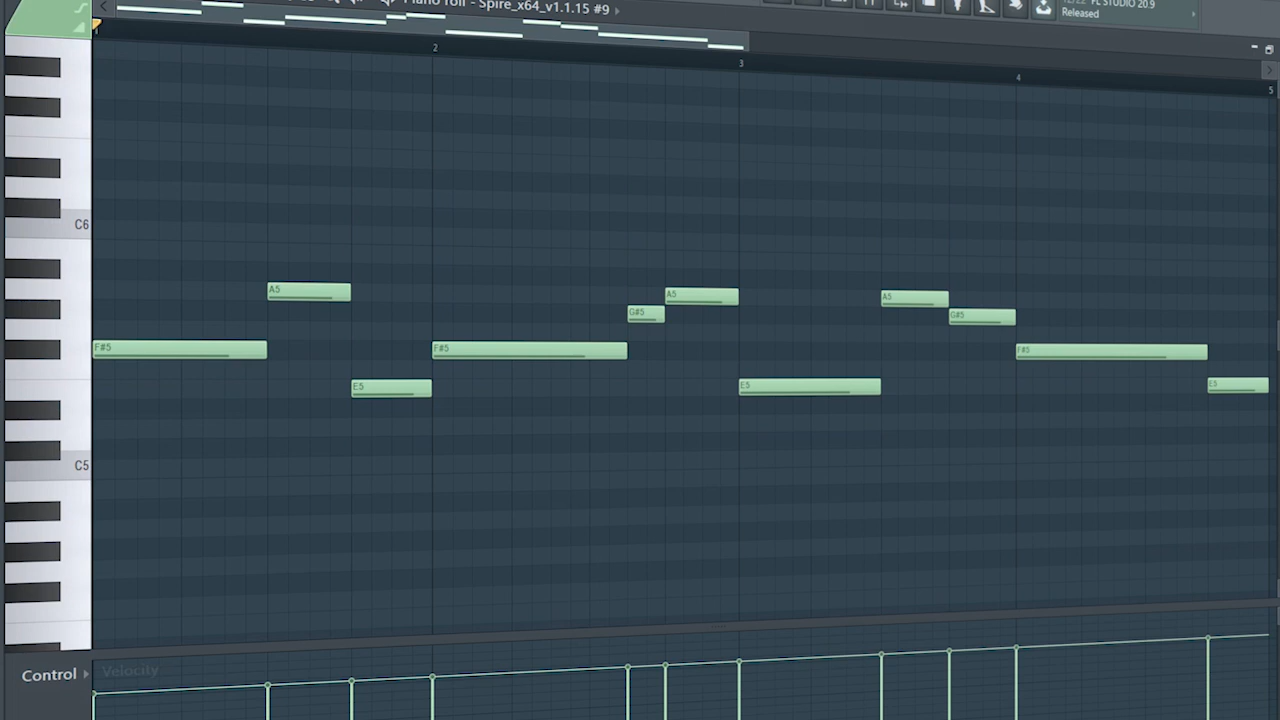 Piano roll - Spire_x64_v1.1.15 #9
FL STUDIO 20.9
Released
1
2
3
4
5
C6
A5
A5
A5
G#5
G#5
F#5
F#5
F#5
E5
E5
E5
C5
Control
Velocity